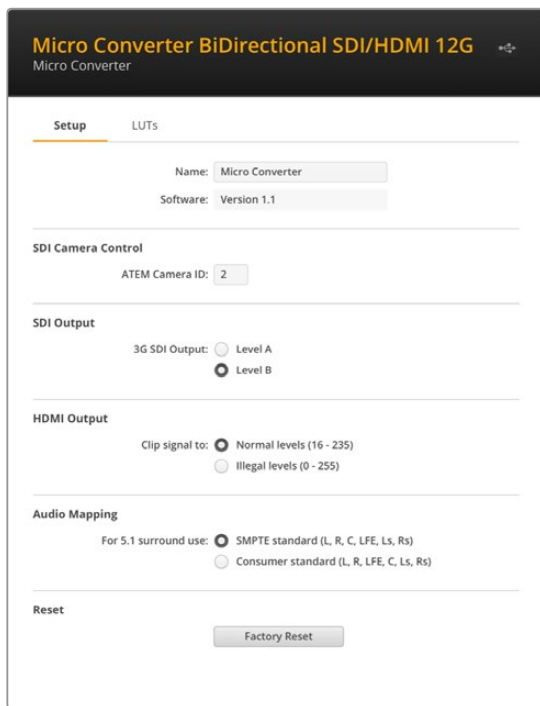 Micro Converter BiDirectional SDI/HDMI 12G
Micro Converter
Setup LUTs
Name: Micro Converter
Software: Version 1.1
SDI Camera Control
ATEM Camera ID: 2
SDI Output
3G SDI Output: Level A
Level B
HDMI Output
Clip signal to: Normal levels (16 - 235)
Illegal levels (0 - 255)
Audio Mapping
For 5.1 surround use: SMPTE standard (L, R, C, LFE, Ls, Rs)
Consumer standard (L, R, LFE, C, Ls, Rs)
Reset
Factory Reset